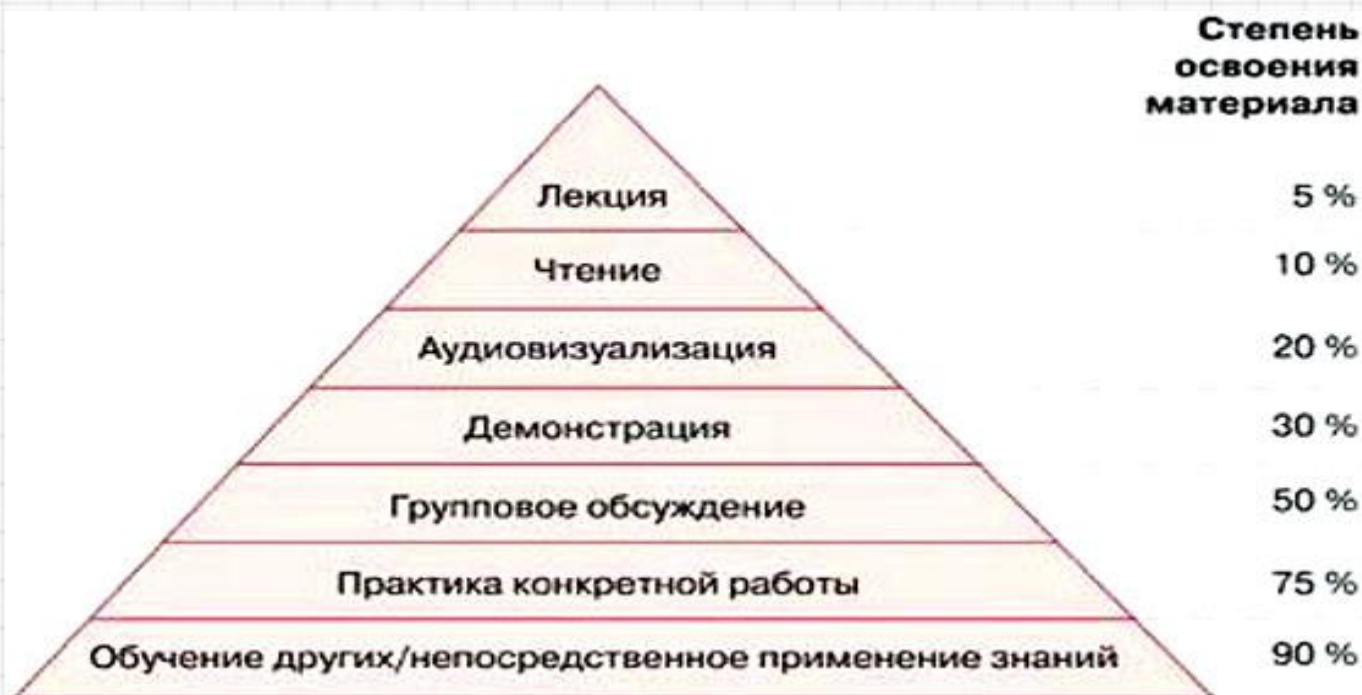 Степень
освоения
материала
Лекция 5 %
Чтение 10 %
Аудиовизуализация 20 %
Демонстрация 30 %
Групповое обсуждение 50 %
Практика конкретной работы 75 %
Обучение других/непосредственное применение знаний 90 %